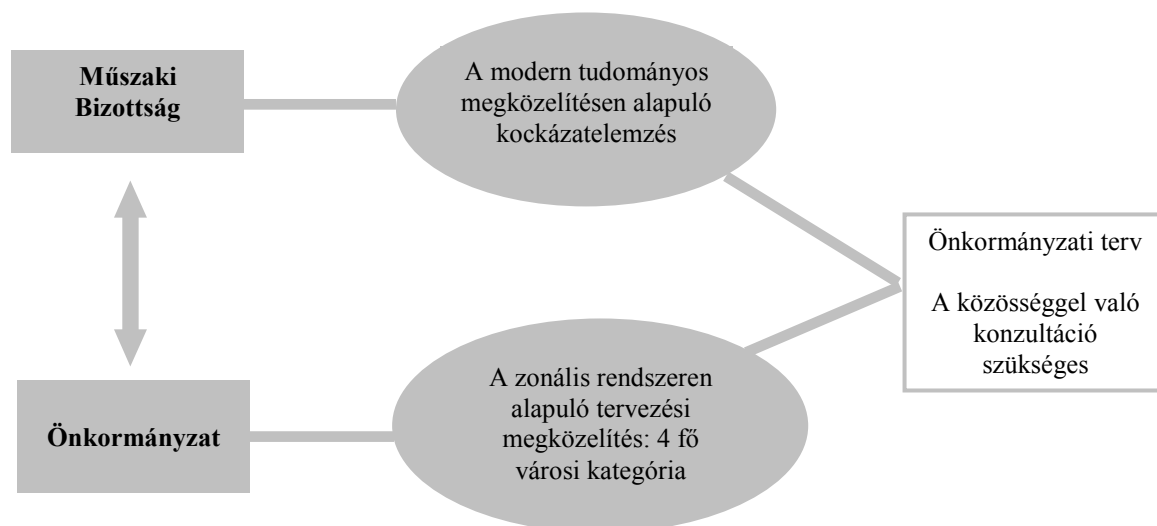 Műszaki
Bizottság
A modern tudományos
megközelítésen alapuló
kockázatelemzés
Önkormányzati terv
A közösséggel való
konzultáció
szükséges
Önkormányzat
A zonális rendszeren
alapuló tervezési
megközelítés: 4 fő
városi kategória